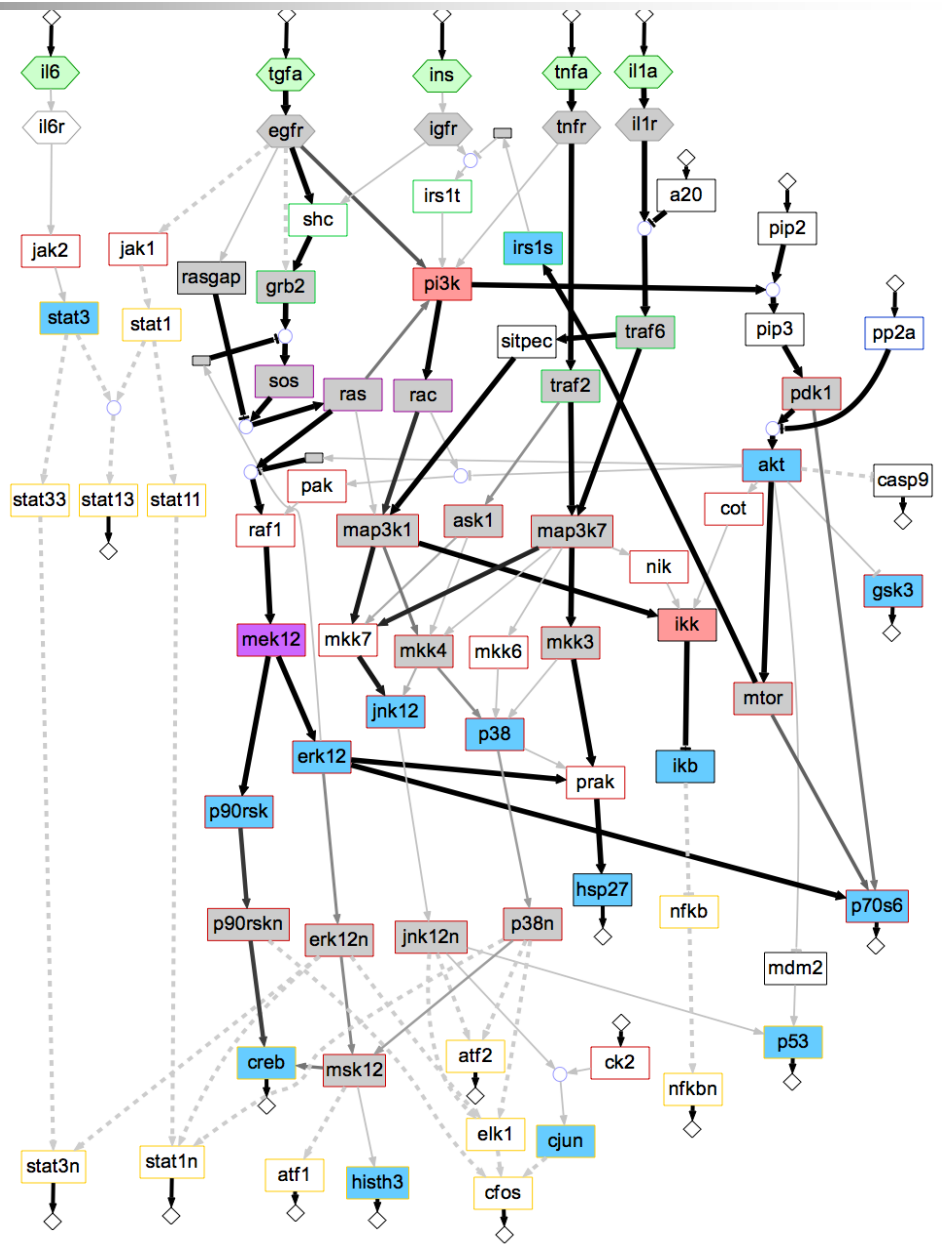 il6
tgfa
ins
tnfa
il1a
il6r
egfr
igfr
tnfr
il1r
irs1t
a20
shc
pip2
jak2
jak1
irs1s
rasgap
grb2
pi3k
stat3
stat1
sitpec
traf6
pip3
pp2a
sos
ras
rac
traf2
pdk1
akt
casp9
stat33
stat13
stat11
pak
cot
raf1
map3k1
ask1
map3k7
nik
gsk3
mek12
mkk7
mkk4
mkk6
mkk3
ikk
mtor
jnk12
p38
erk12
ikb
prak
p90rsk
hsp27
p70s6
nfkb
p90rskn
erk12n
jnk12n
p38n
mdm2
p53
creb
msk12
atf2
ck2
nfkbn
elk1
cjun
stat3n
stat1n
atf1
histh3
cfos